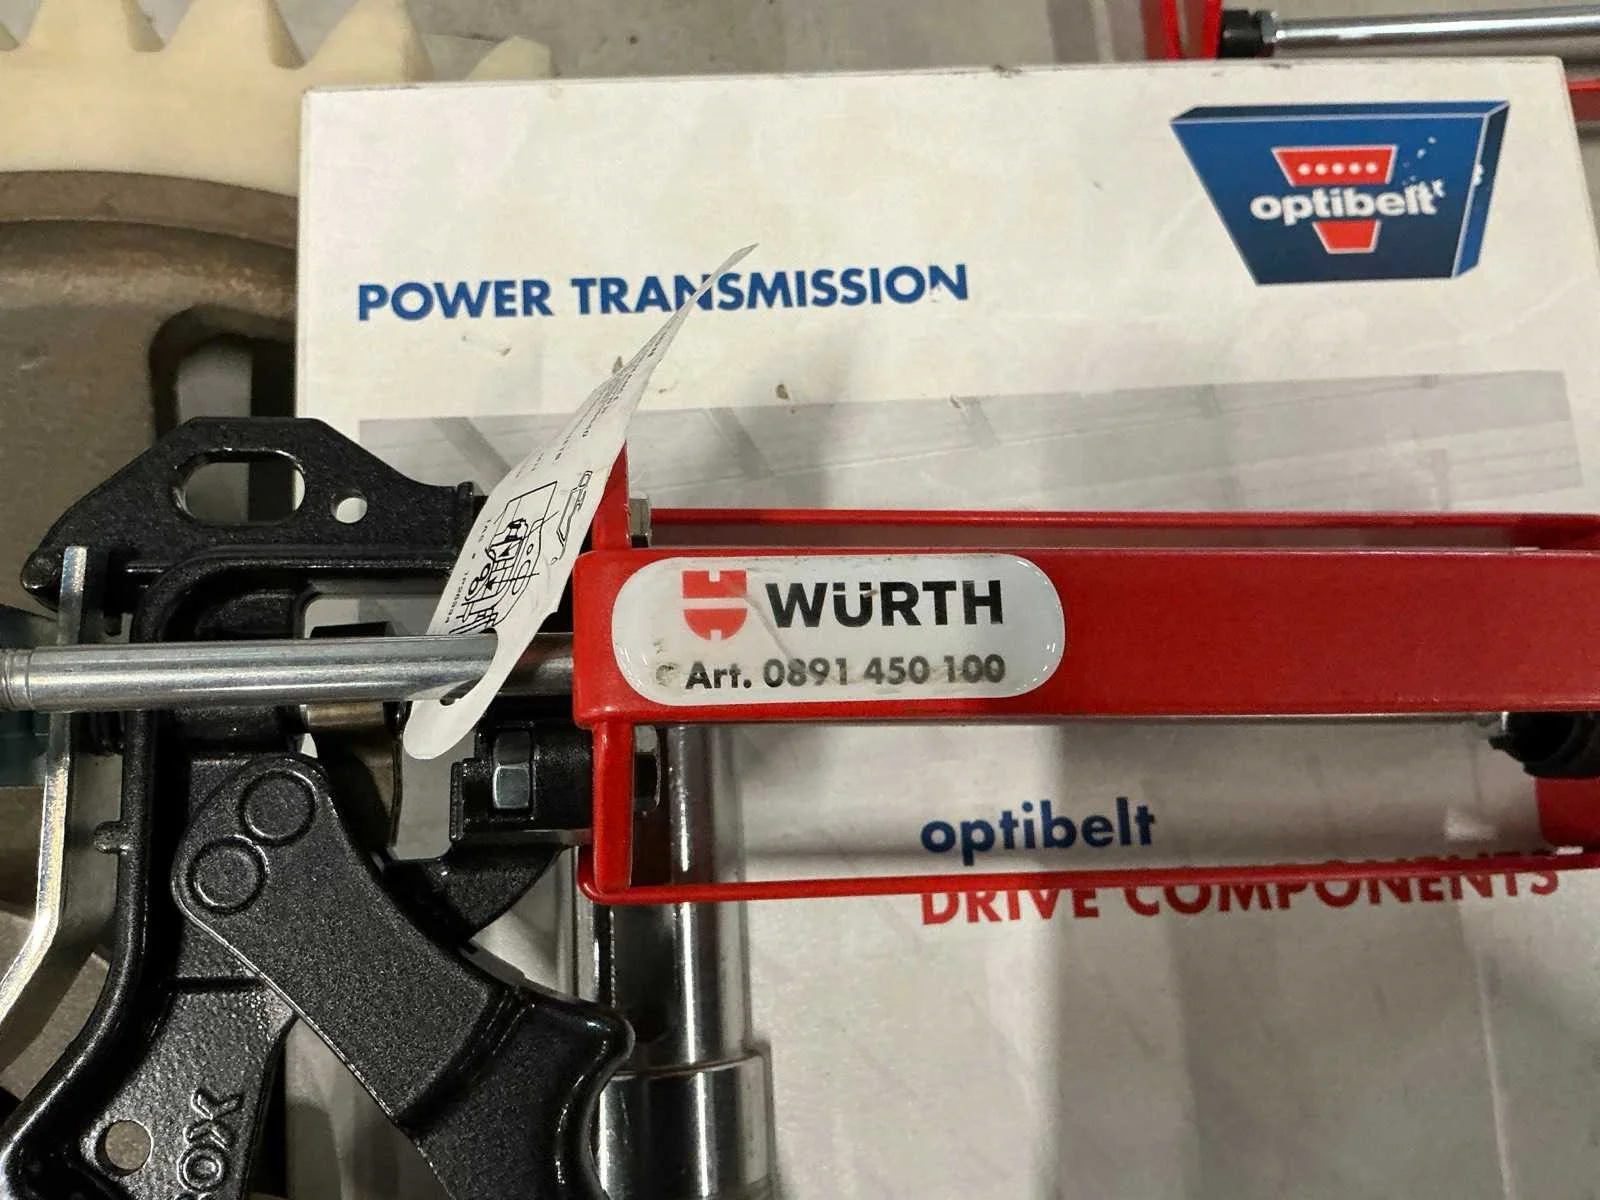 optibelt
POWER TRANSMISSION
WÜRTH
Art. 0891 450 100
optibelt
DRIVE COMPONENTS